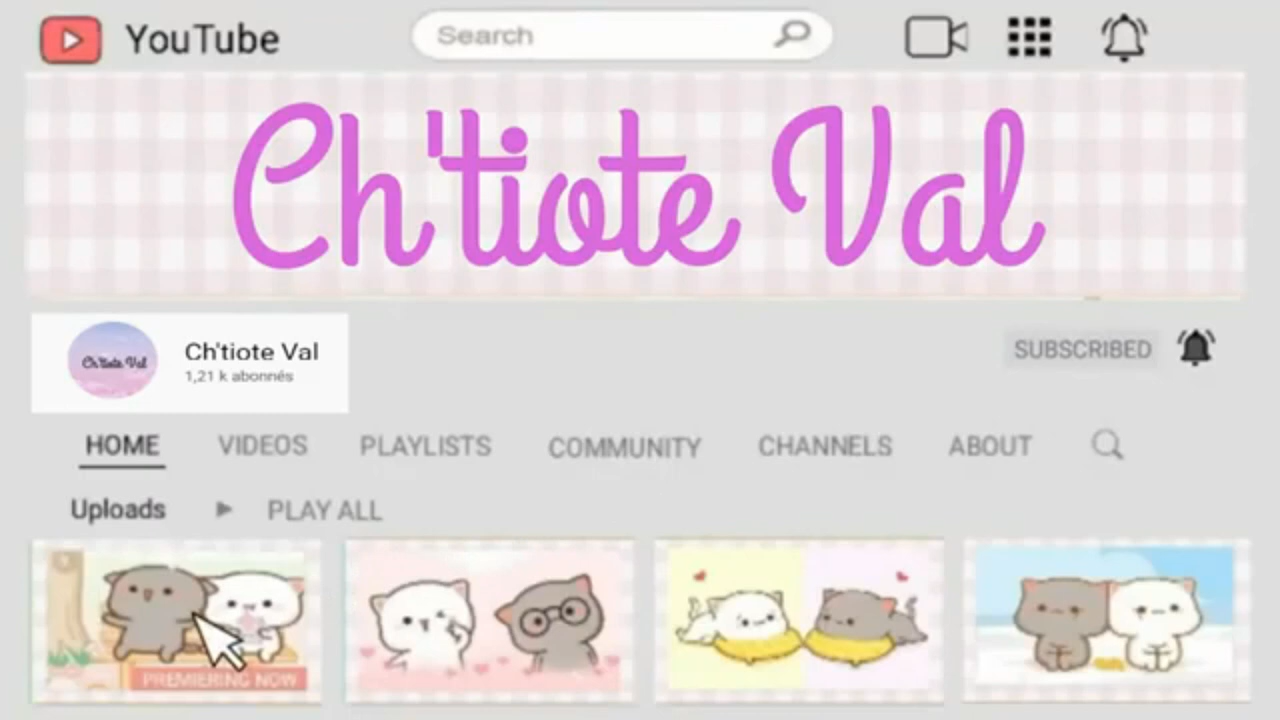 YouTube
Search
Ch'tiote Val
Ch'tiote Val
Ch'tiote Val
1,21 k abonnés
SUBSCRIBED
HOME VIDEOS PLAYLISTS COMMUNITY CHANNELS ABOUT
Uploads PLAY ALL
PREMIERING NOW